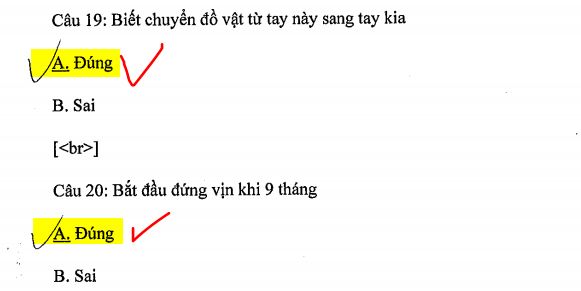 Câu 19: Biết chuyển đồ vật từ tay này sang tay kia
A. Đúng
B. Sai
[<br>]
Câu 20: Bắt đầu đứng vịn khi 9 tháng
A. Đúng
B. Sai